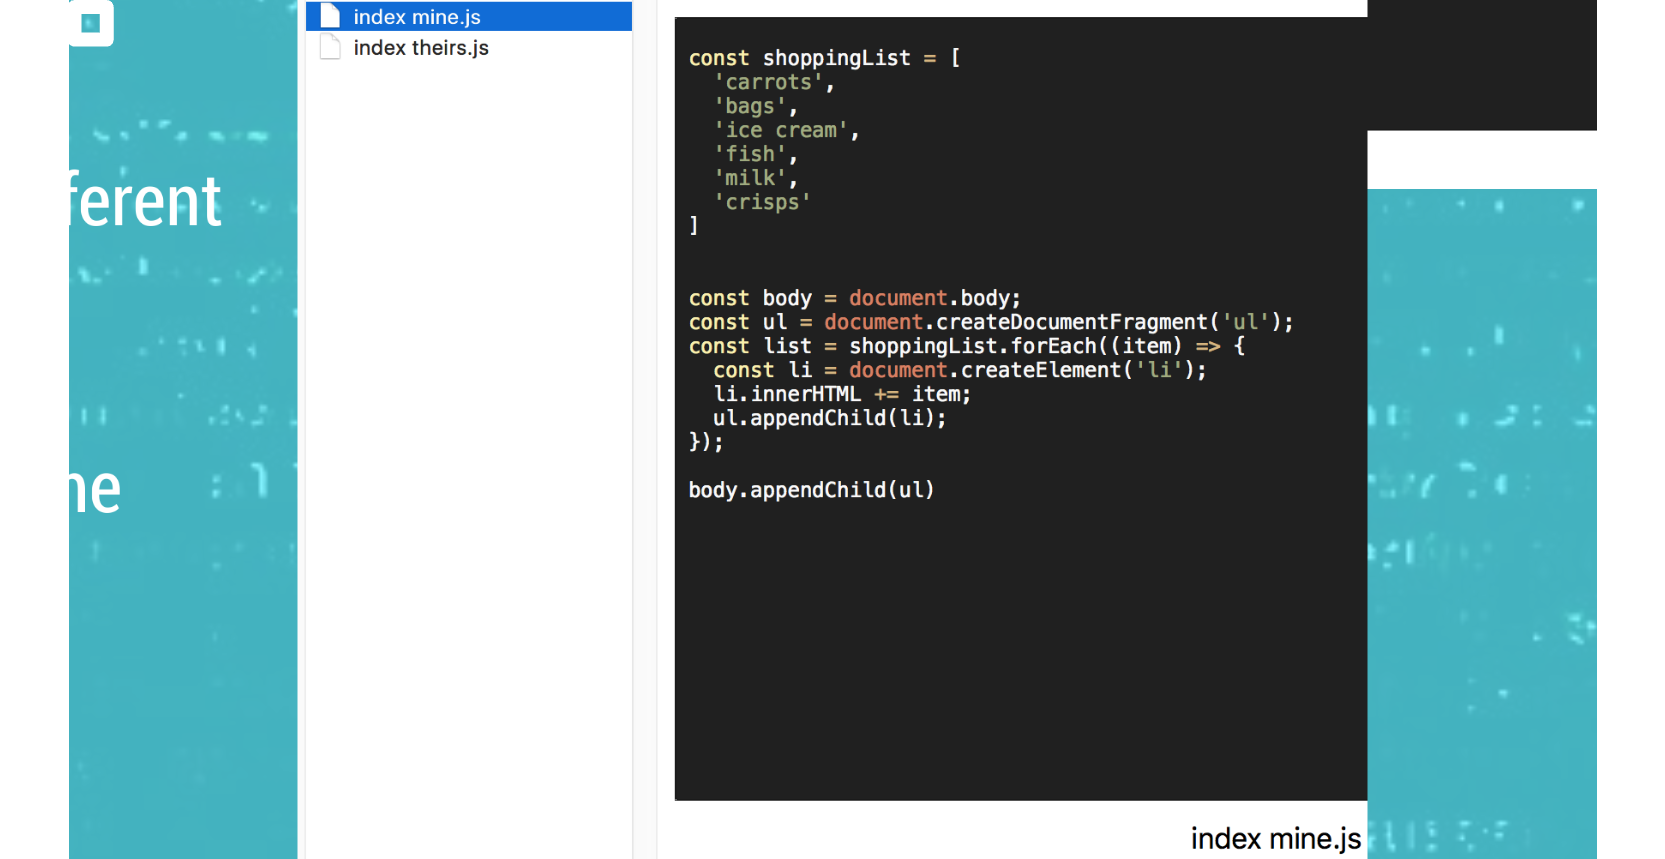 ferent
ne
index mine.js
index theirs.js
const shoppingList = [
  'carrots',
  'bags',
  'ice cream',
  'fish',
  'milk',
  'crisps'
]
const body = document.body;
const ul = document.createDocumentFragment('ul');
const list = shoppingList.forEach((item) => {
  const li = document.createElement('li');
  li.innerHTML += item;
  ul.appendChild(li);
});
body.appendChild(ul)
index mine.js